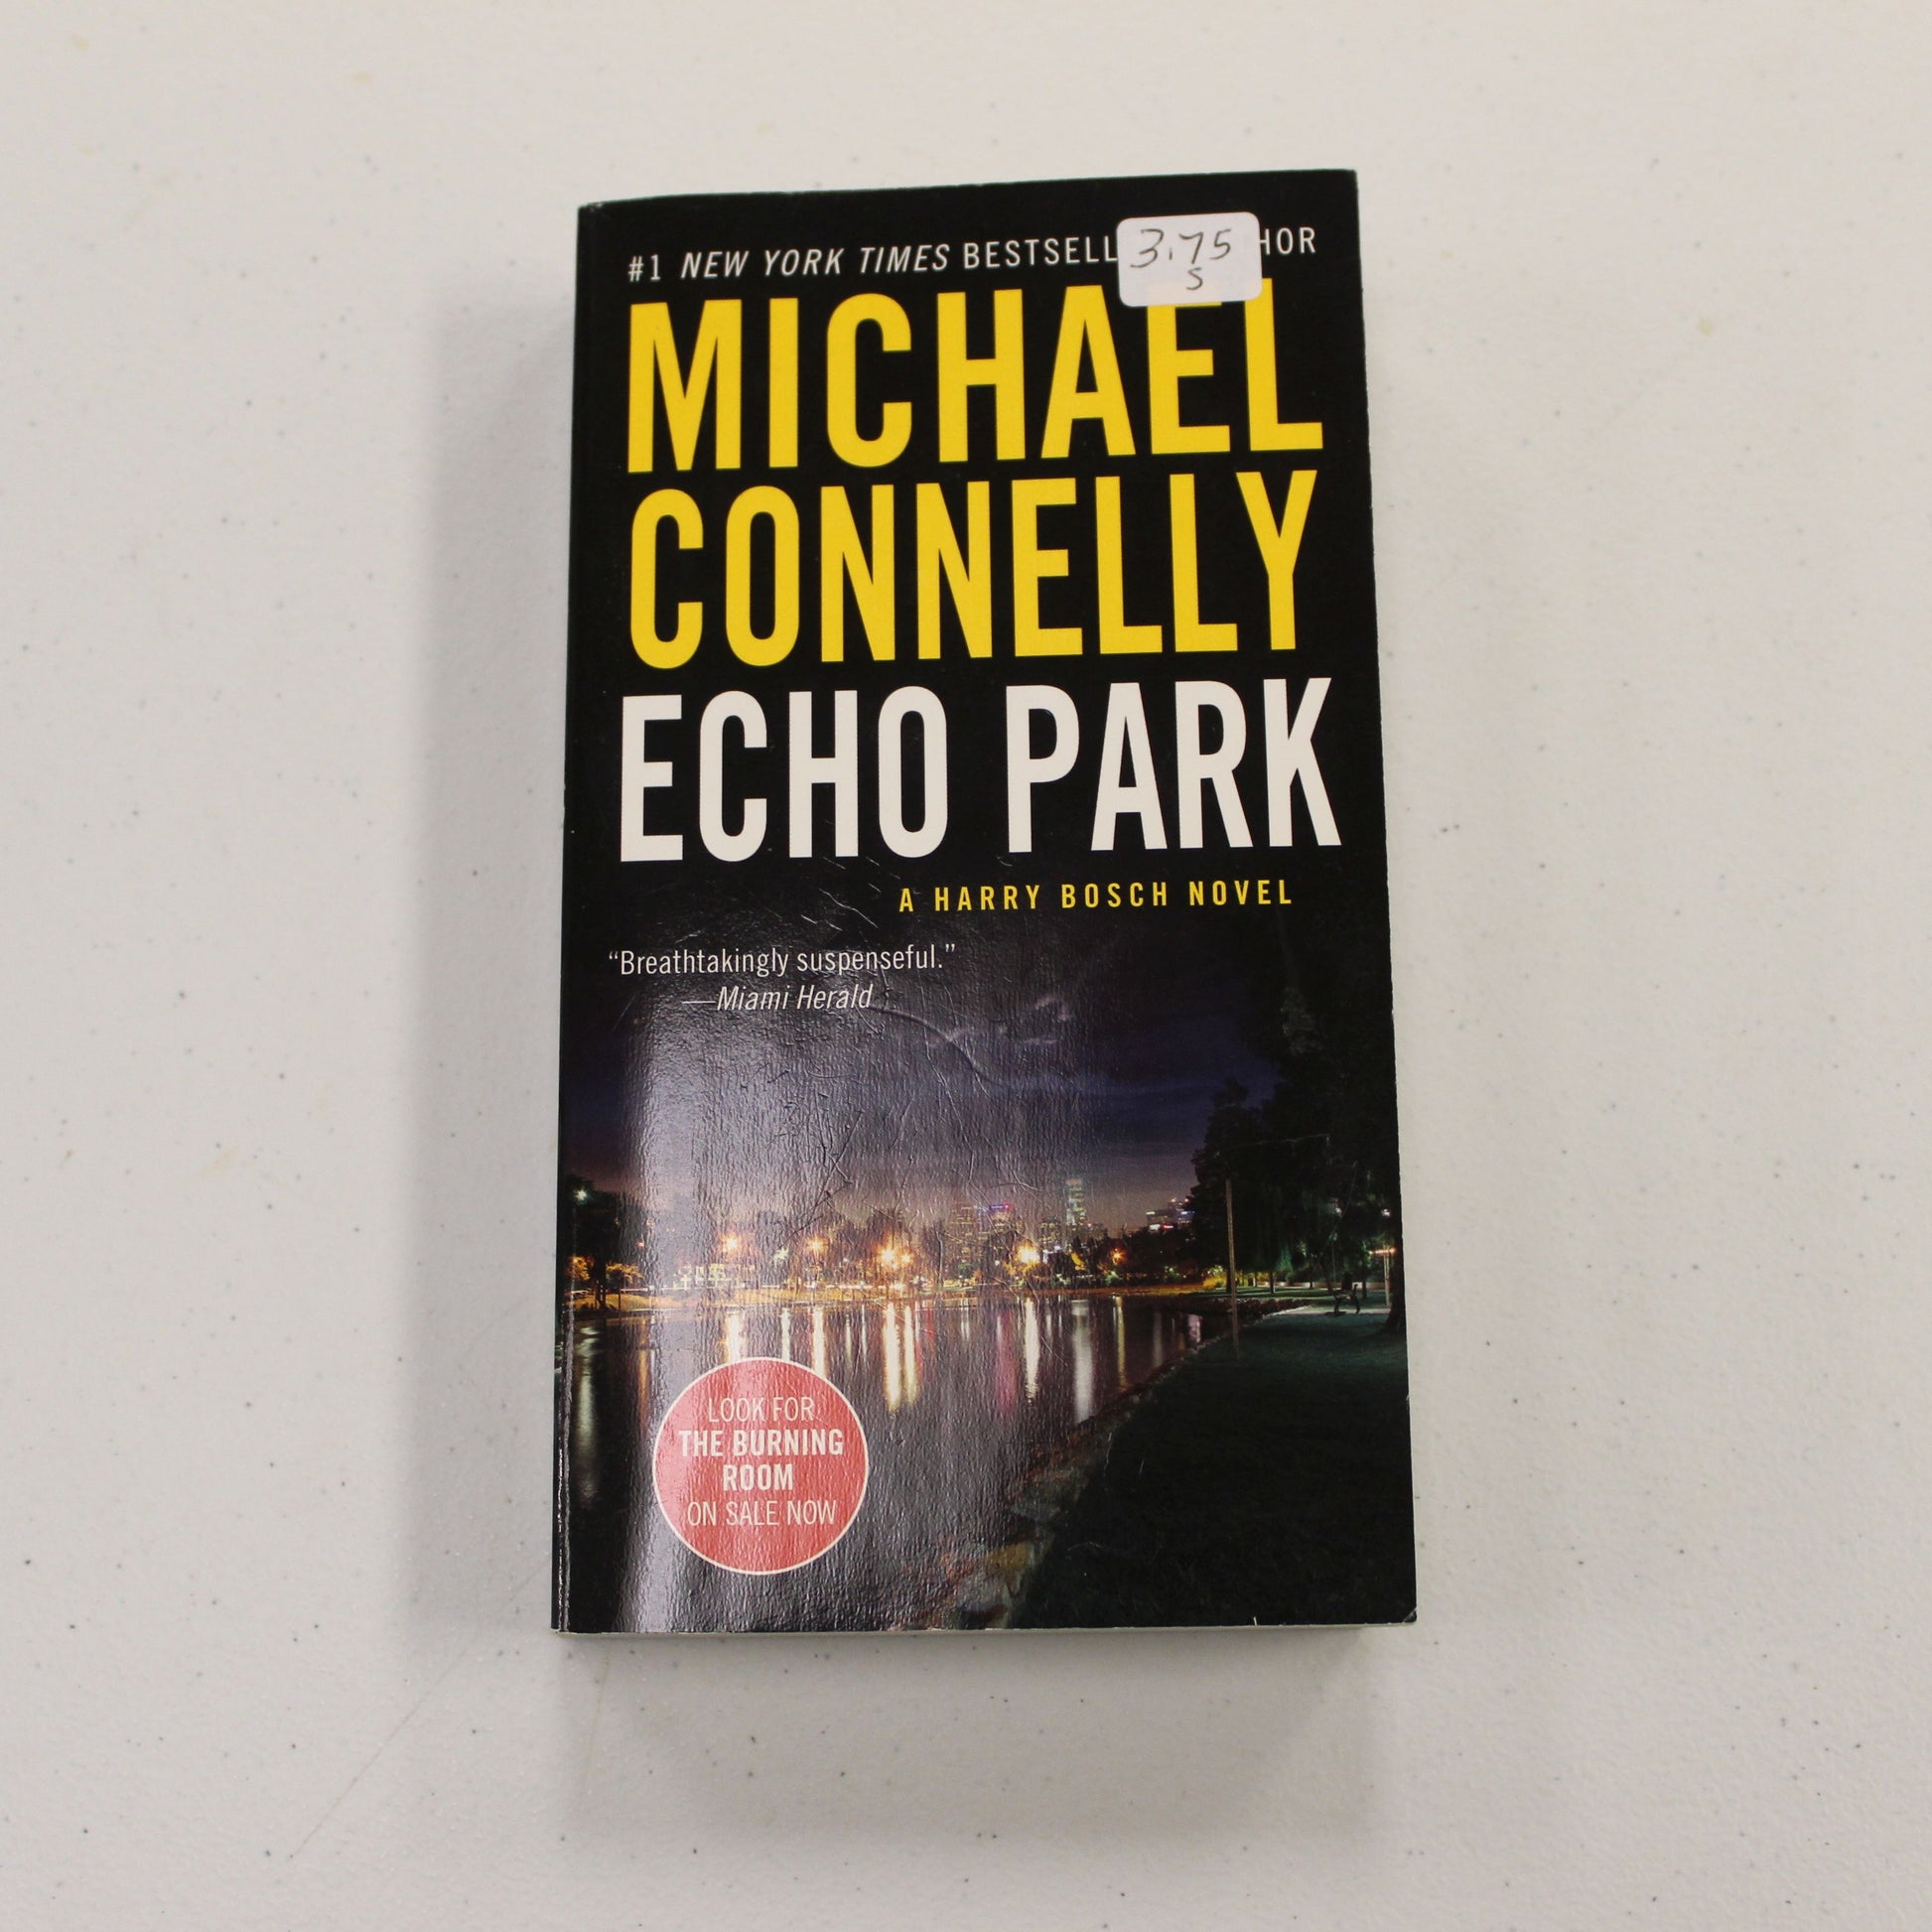 #1 NEW YORK TIMES BESTSELL
3.75
S
MICHAEL
CONNELLY
ECHO PARK
A HARRY BOSCH NOVEL
“Breathtakingly suspenseful.”
—Miami Herald
LOOK FOR
THE BURNING
ROOM
ON SALE NOW